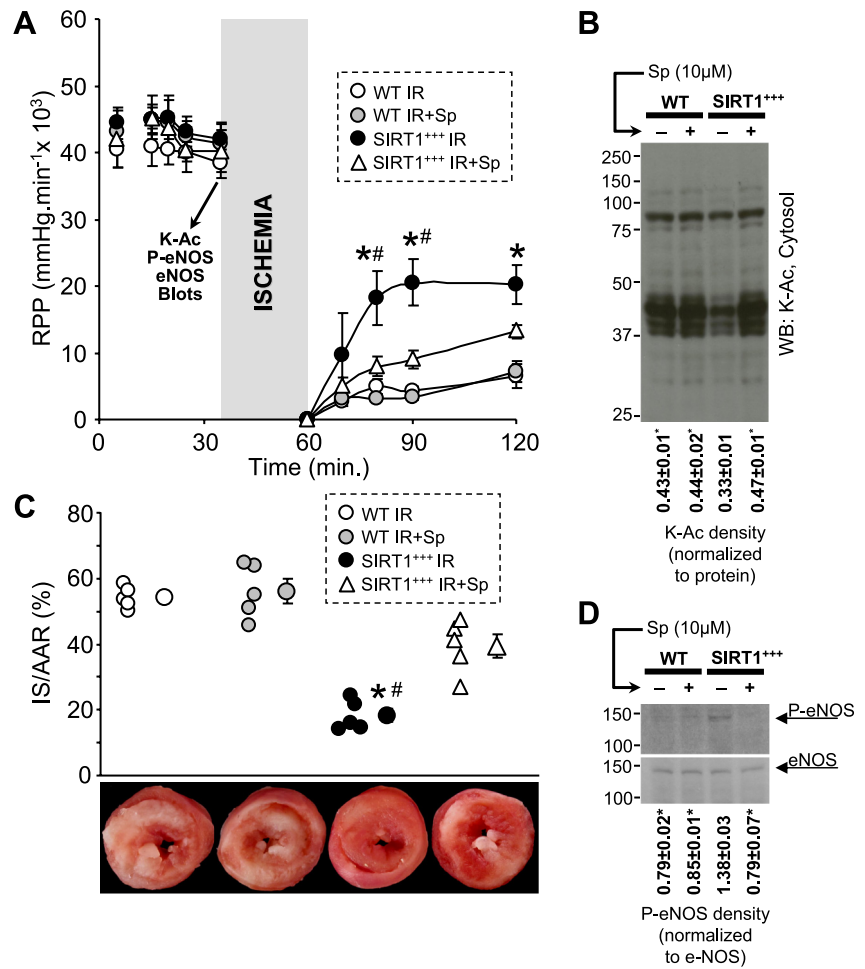 A
RPP (mmHg.min⁻¹x 10³)
60
50
40
30
20
10
0
0
30
60
90
120
Time (min.)
K-Ac
P-eNOS
eNOS
Blots
ISCHEMIA
WT IR
WT IR+Sp
SIRT1⁺⁺⁺ IR
SIRT1⁺⁺⁺ IR+Sp
*#
*#
*
B
Sp (10µM)
WT SIRT1⁺⁺⁺
– + – +
250
150
100
75
50
37
25
WB: K-Ac, Cytosol
0.43±0.01*
0.44±0.02*
0.33±0.01
0.47±0.01*
K-Ac density
(normalized
to protein)
C
IS/AAR (%)
80
60
40
20
0
WT IR
WT IR+Sp
SIRT1⁺⁺⁺ IR
SIRT1⁺⁺⁺ IR+Sp
*#
D
Sp (10µM)
WT SIRT1⁺⁺⁺
– + – +
150
100
P-eNOS
150
100
eNOS
0.79±0.02*
0.85±0.01*
1.38±0.03
0.79±0.07*
P-eNOS density
(normalized
to e-NOS)